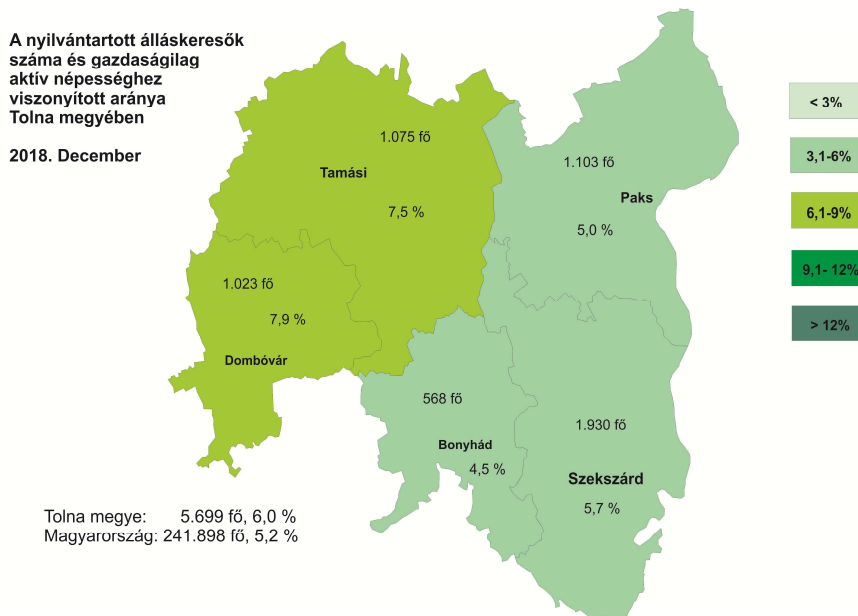 A nyilvántartott álláskeresők
száma és gazdaságilag
aktív népességhez
viszonyított aránya
Tolna megyében
2018. December
1.075 fő
Tamási
7,5 %
1.103 fő
Paks
5,0 %
1.023 fő
7,9 %
Dombóvár
568 fő
Bonyhád
4,5 %
1.930 fő
Szekszárd
5,7 %
< 3%
3,1-6%
6,1-9%
9,1- 12%
> 12%
Tolna megye: 5.699 fő, 6,0 %
Magyarország: 241.898 fő, 5,2 %